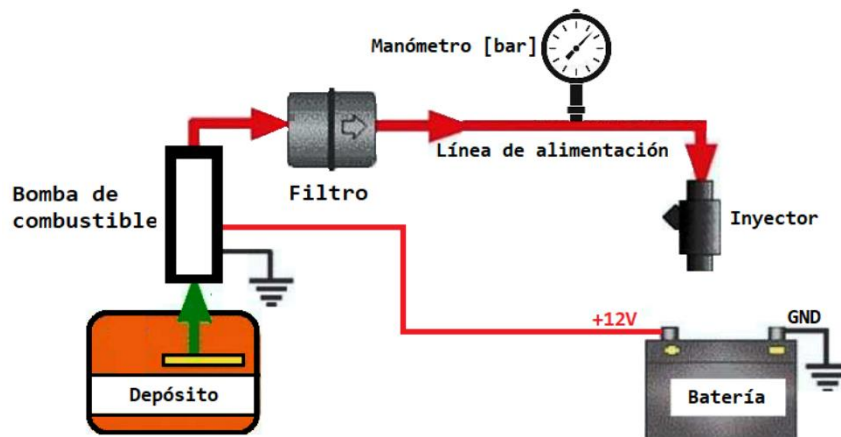 Manómetro [bar]
Línea de alimentación
Filtro
Bomba de
combustible
Inyector
+12V
GND
Depósito
Batería